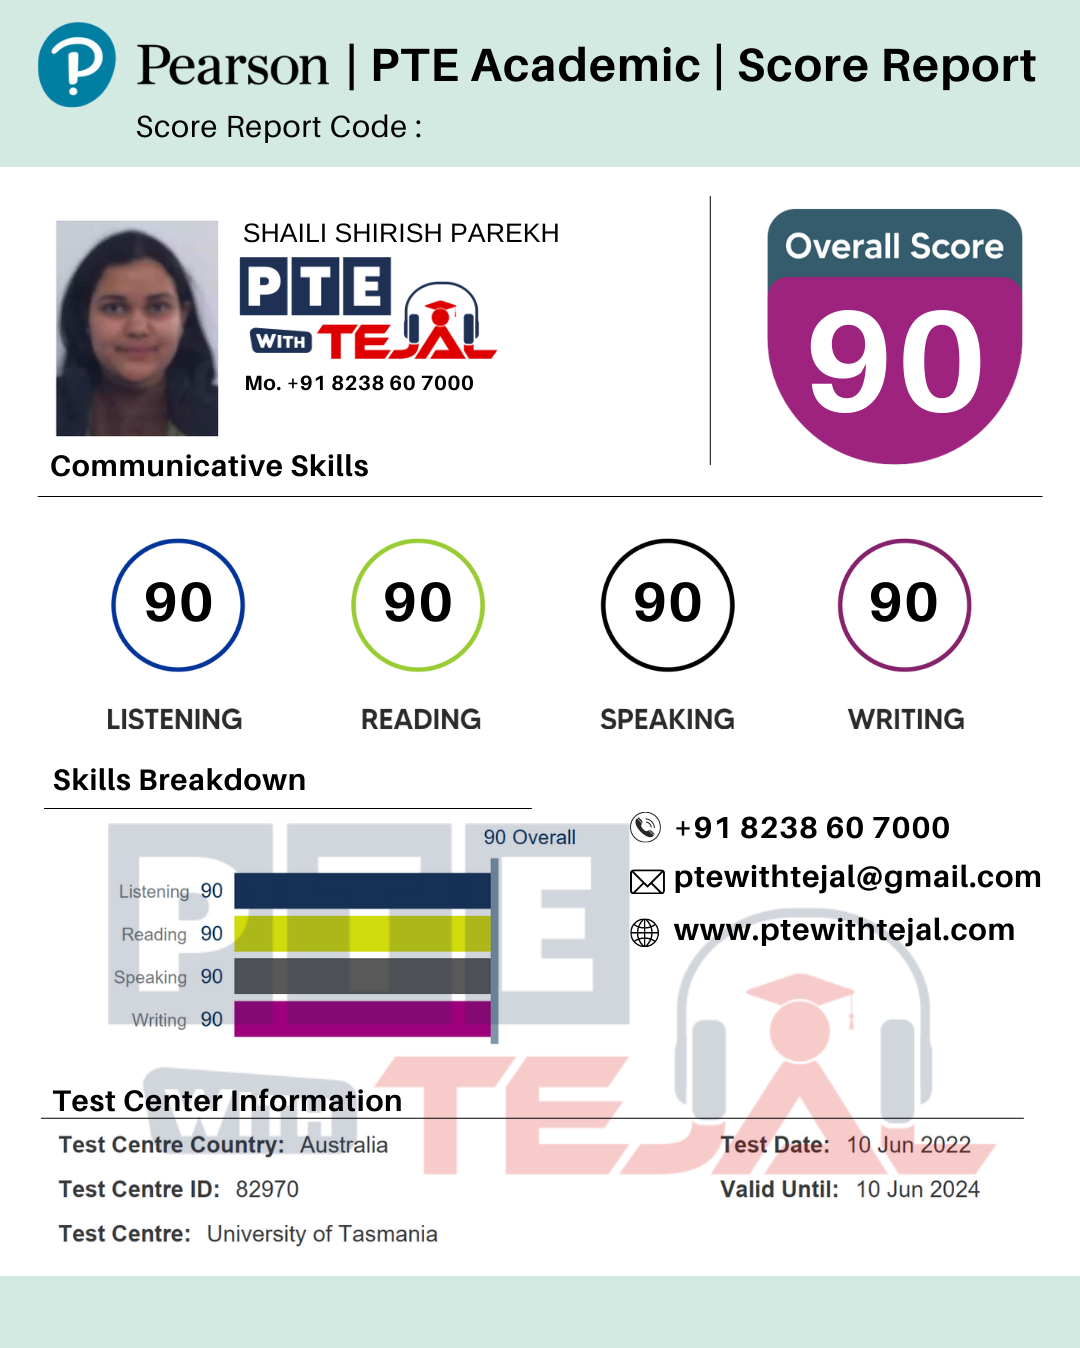 Pearson | PTE Academic | Score Report
Score Report Code :
SHAILI SHIRISH PAREKH
PTE
WITH TEJAL
Mo. +91 8238 60 7000
Overall Score
90
Communicative Skills
90 90 90 90
LISTENING READING SPEAKING WRITING
Skills Breakdown
90 Overall
Listening 90
Reading 90
Speaking 90
Writing 90
+91 8238 60 7000
ptewithtejal@gmail.com
www.ptewithtejal.com
PTE
WITH TEJAL
Test Center Information
Test Centre Country: Australia
Test Date: 10 Jun 2022
Test Centre ID: 82970
Valid Until: 10 Jun 2024
Test Centre: University of Tasmania